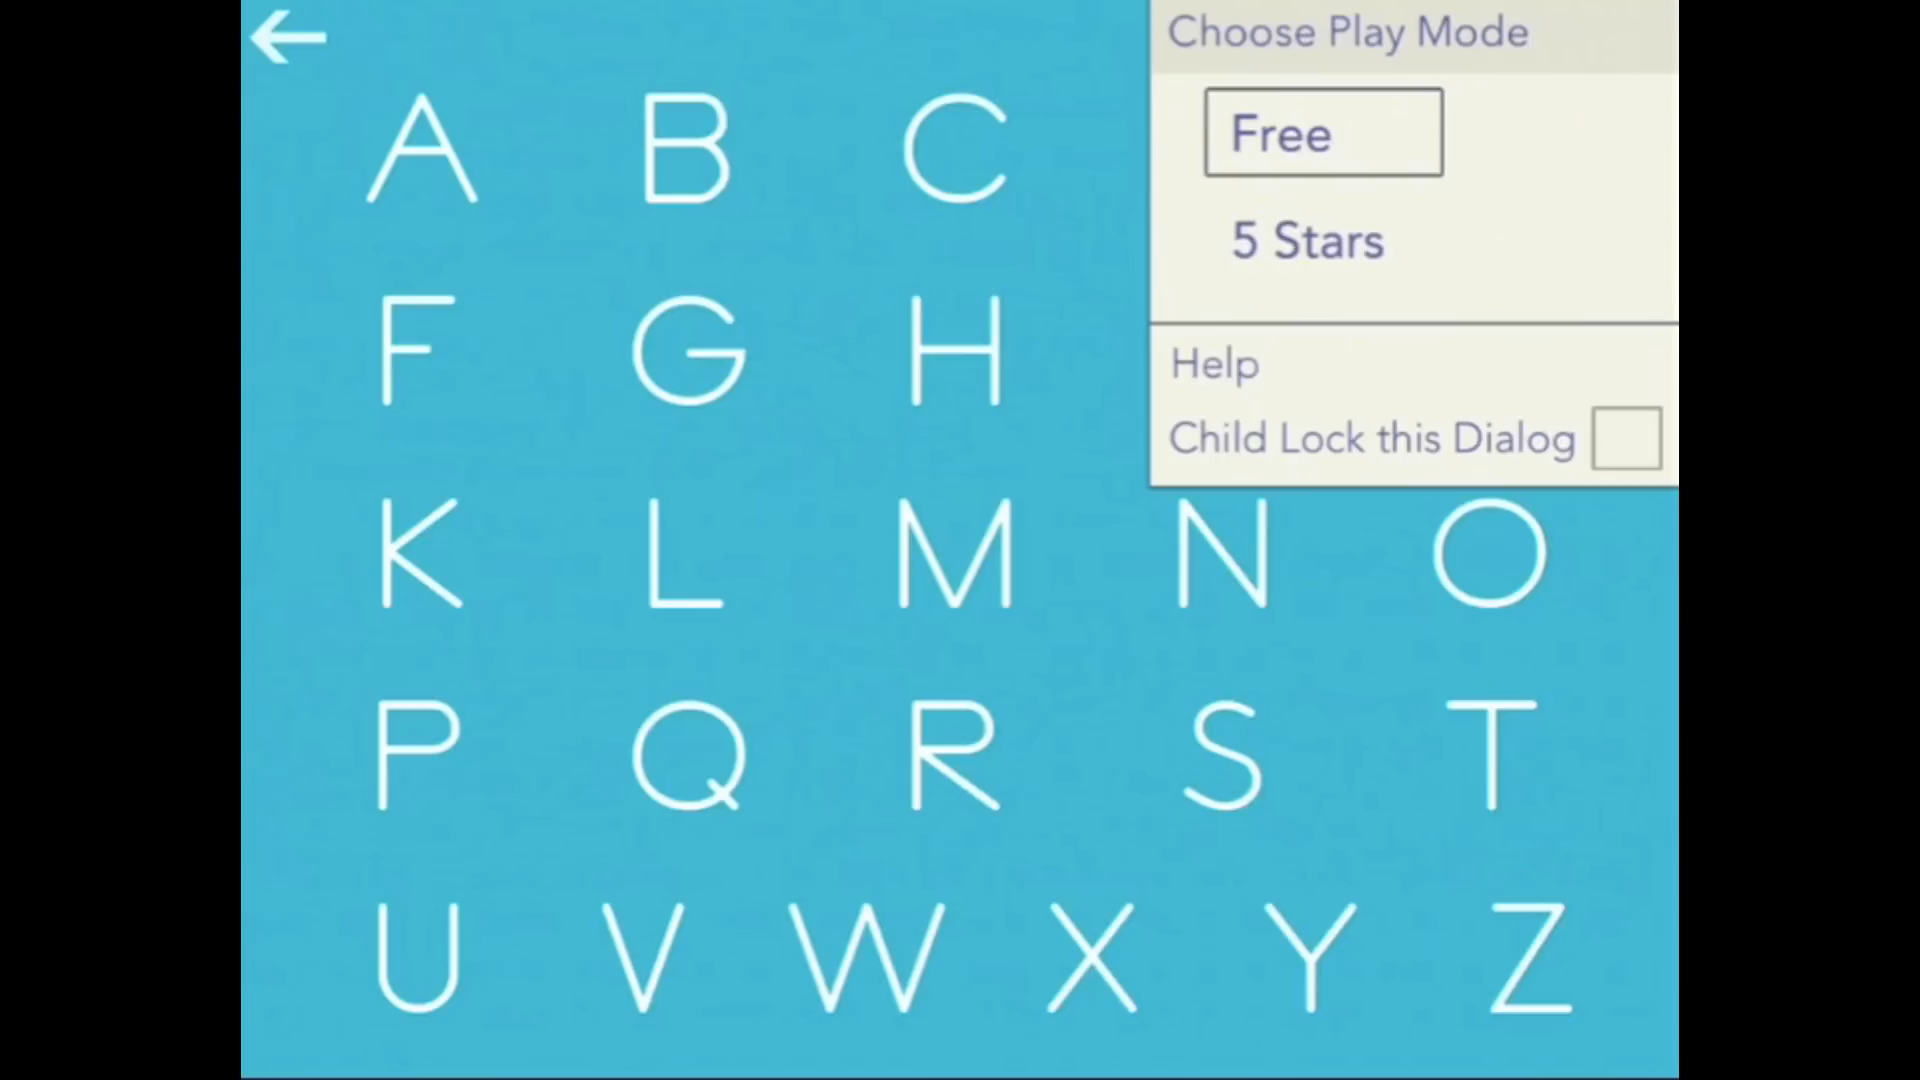 A B C
F G H
K L M N O
P Q R S T
U V W X Y Z
Choose Play Mode
Free
5 Stars
Help
Child Lock this Dialog